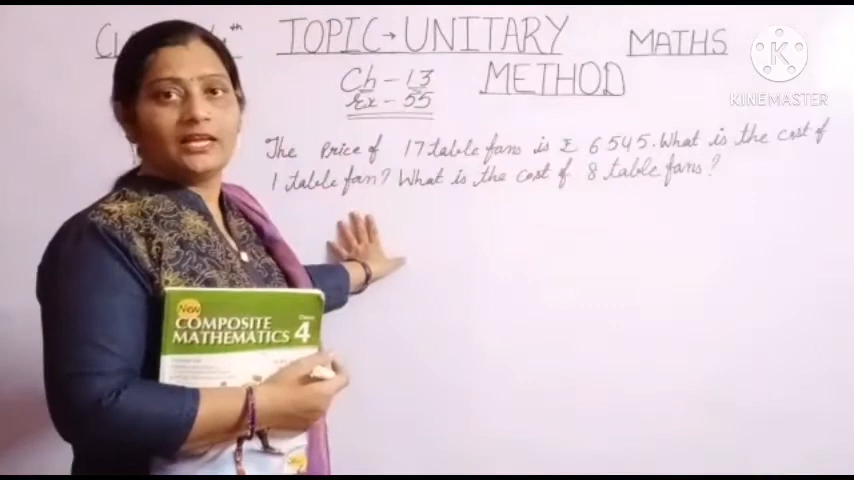 TOPIC → UNITARY METHOD
MATHS
Ch - 13
Ex - 55
The Price of 17 table fans is ₹ 6545. What is the cost of
1 table fan? What is the cost of 8 table fans?
New
COMPOSITE
MATHEMATICS
Class
4
K
KINEMASTER